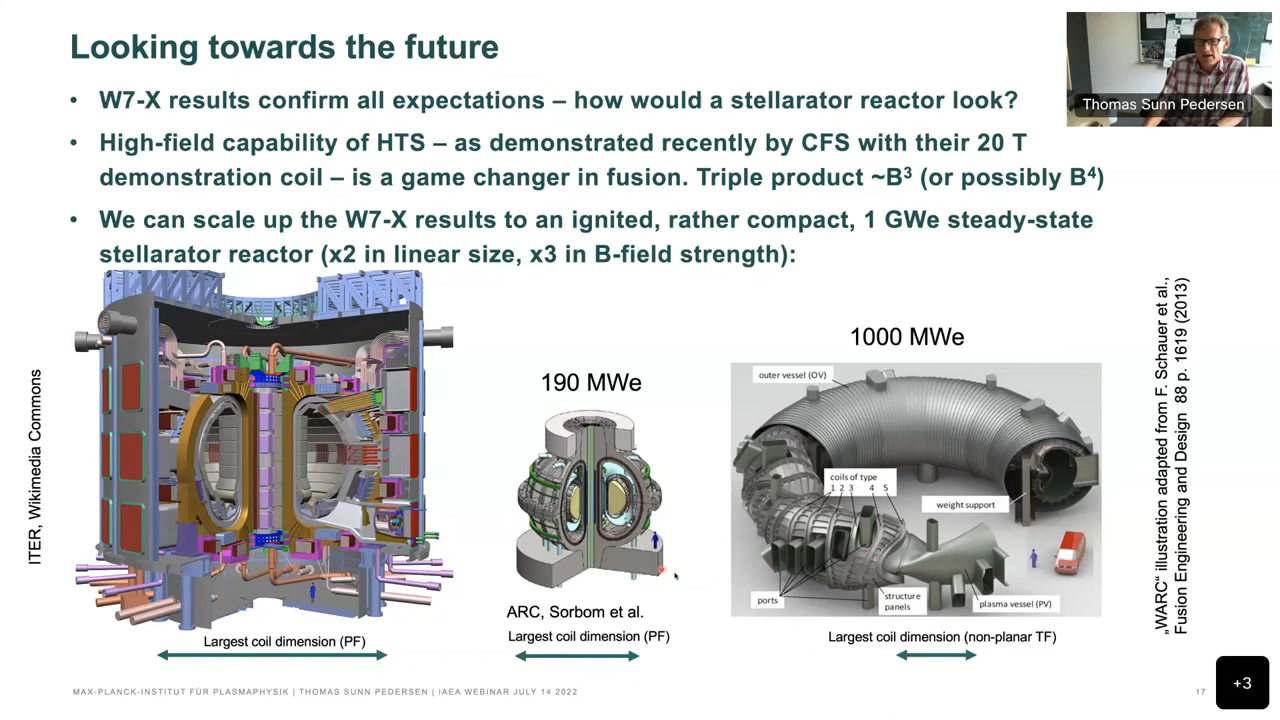 Looking towards the future
Thomas Sunn Pedersen
• W7-X results confirm all expectations – how would a stellarator reactor look?
• High-field capability of HTS – as demonstrated recently by CFS with their 20 T
demonstration coil – is a game changer in fusion. Triple product ~B³ (or possibly B⁴)
• We can scale up the W7-X results to an ignited, rather compact, 1 GWe steady-state
stellarator reactor (x2 in linear size, x3 in B-field strength):
ITER, Wikimedia Commons
Largest coil dimension (PF)
190 MWe
ARC, Sorbom et al.
Largest coil dimension (PF)
1000 MWe
outer vessel (OV)
coils of type
1 2 3 4 5
weight support
ports
structure
panels
plasma vessel (PV)
Largest coil dimension (non-planar TF)
„WARC“ illustration adapted from F. Schauer et al.,
Fusion Engineering and Design 88 p. 1619 (2013)
MAX-PLANCK-INSTITUT FÜR PLASMAPHYSIK | THOMAS SUNN PEDERSEN | IAEA WEBINAR JULY 14 2022
17
+3